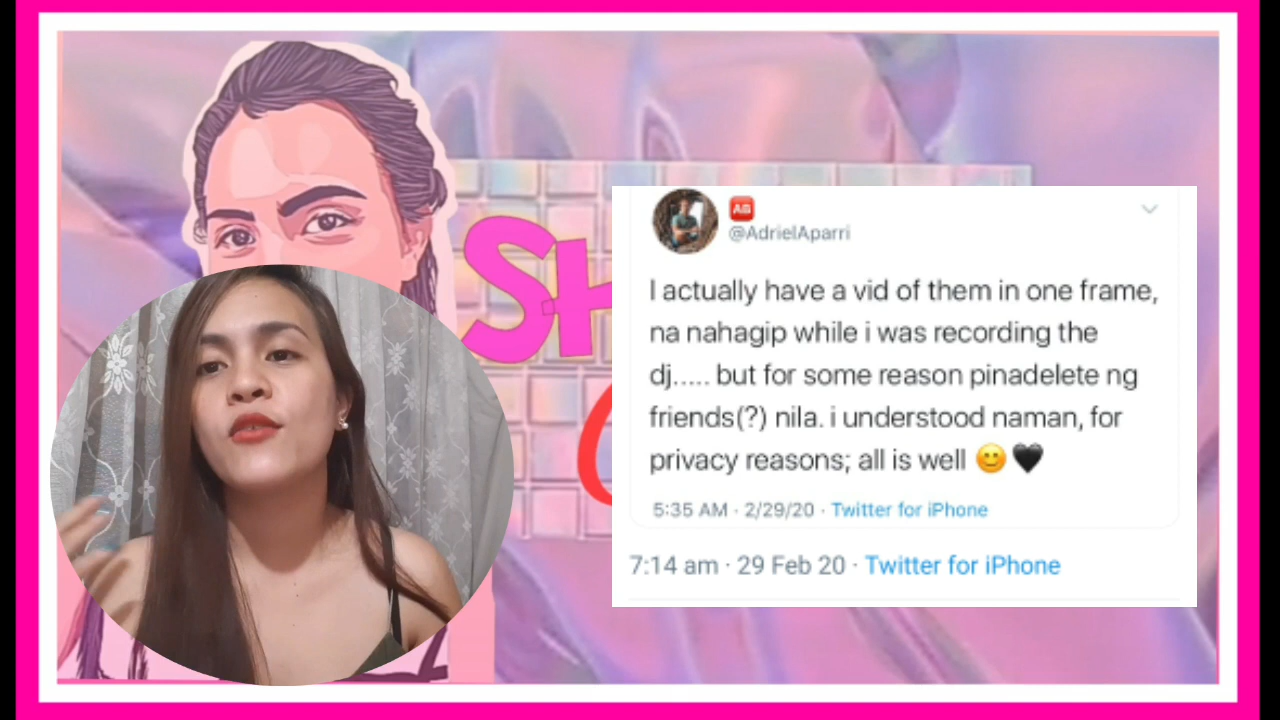 SH
AG
@AdrielAparri
I actually have a vid of them in one frame,
na nahagip while i was recording the
dj..... but for some reason pinadelete ng
friends(?) nila. i understood naman, for
privacy reasons; all is well 😊🖤
5:35 AM · 2/29/20 · Twitter for iPhone
7:14 am · 29 Feb 20 · Twitter for iPhone